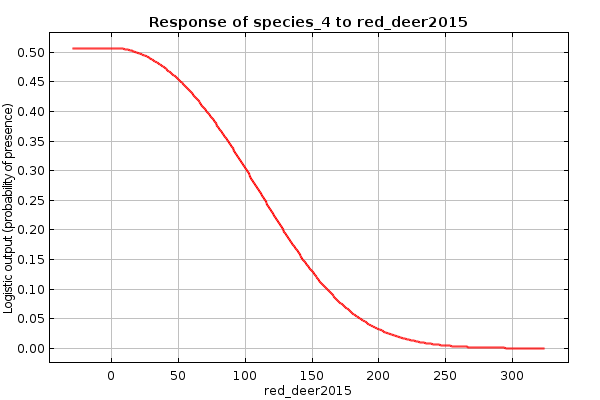 Response of species_4 to red_deer2015
Logistic output (probability of presence)
0.50
0.45
0.40
0.35
0.30
0.25
0.20
0.15
0.10
0.05
0.00
0 50 100 150 200 250 300
red_deer2015